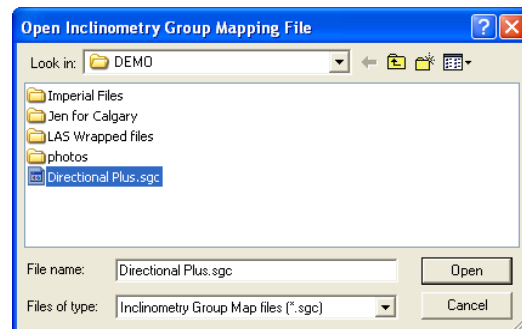 Open Inclinometry Group Mapping File
Look in: DEMO
Imperial Files
Jen for Calgary
LAS Wrapped files
photos
Directional Plus.sgc
File name: Directional Plus.sgc Open
Files of type: Inclinometry Group Map files (*.sgc) Cancel